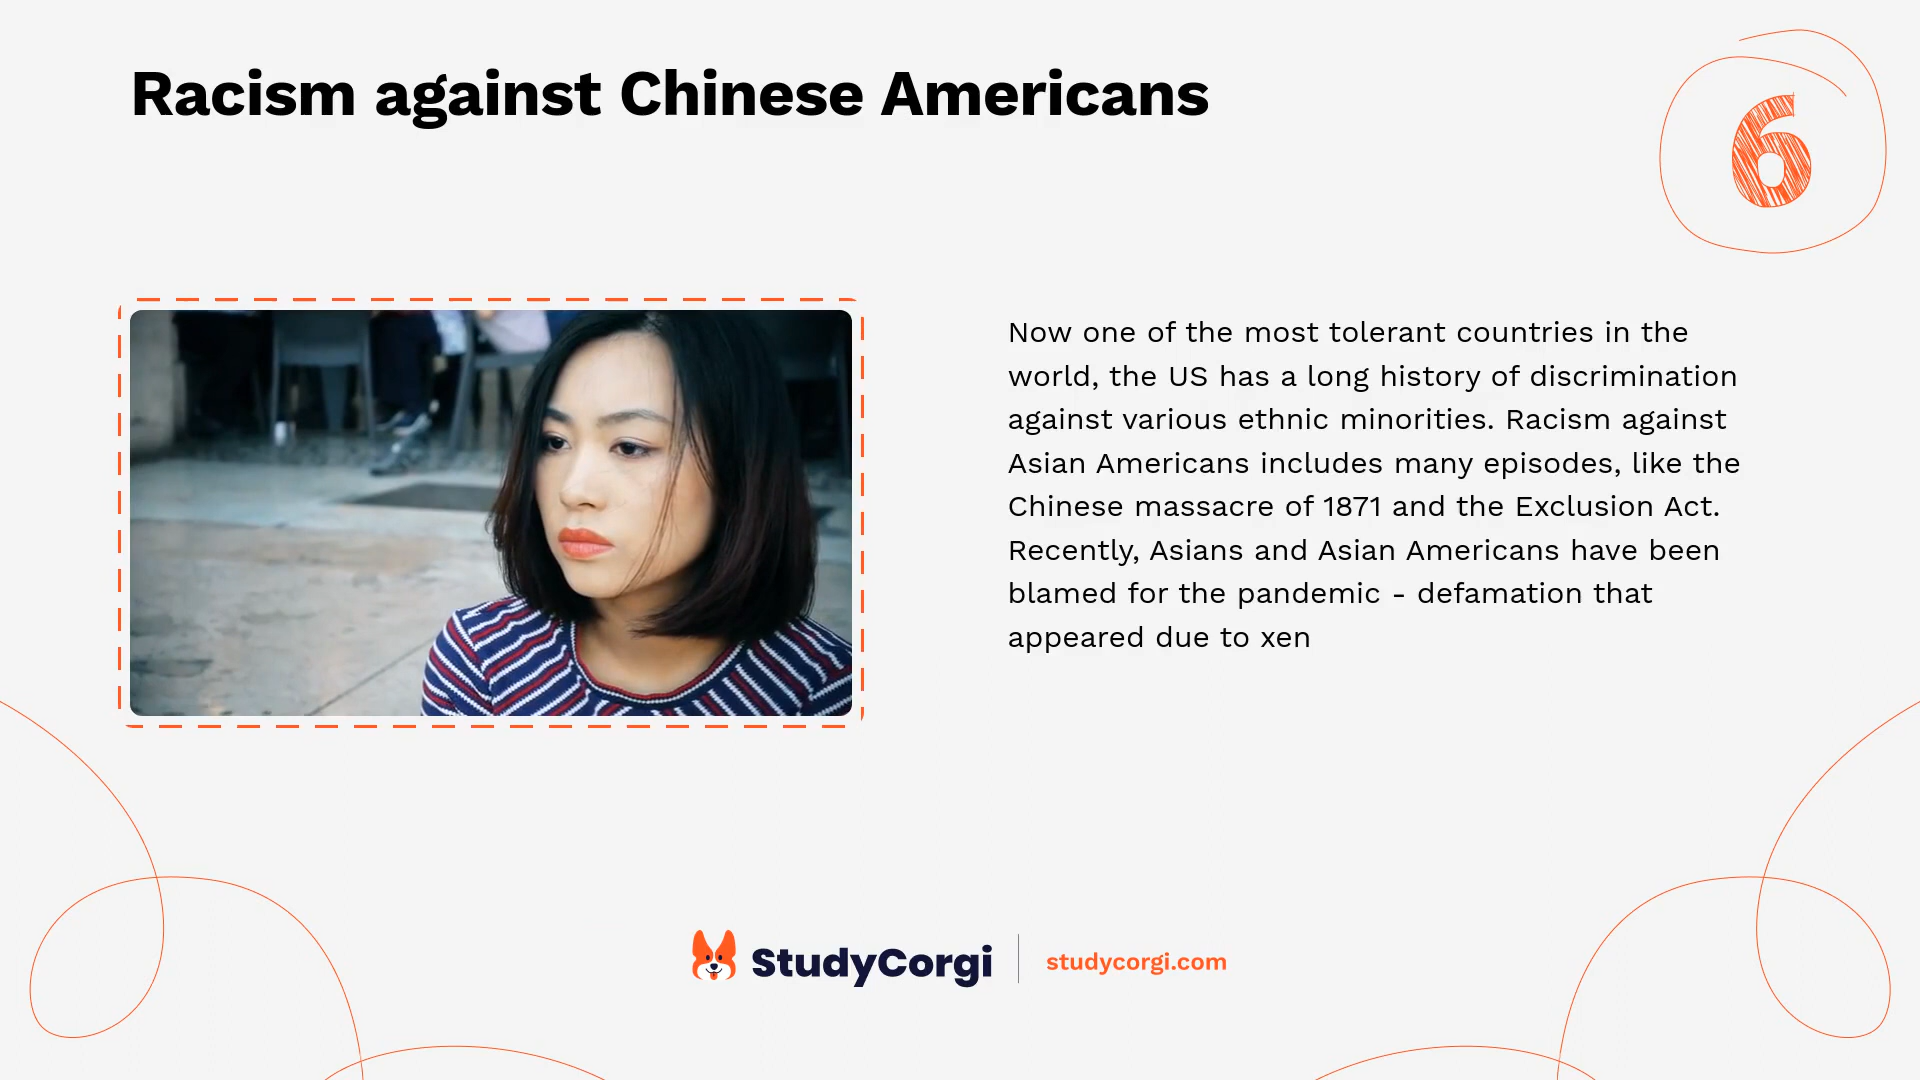 Racism against Chinese Americans
6
Now one of the most tolerant countries in the
world, the US has a long history of discrimination
against various ethnic minorities. Racism against
Asian Americans includes many episodes, like the
Chinese massacre of 1871 and the Exclusion Act.
Recently, Asians and Asian Americans have been
blamed for the pandemic - defamation that
appeared due to xen
StudyCorgi
studycorgi.com